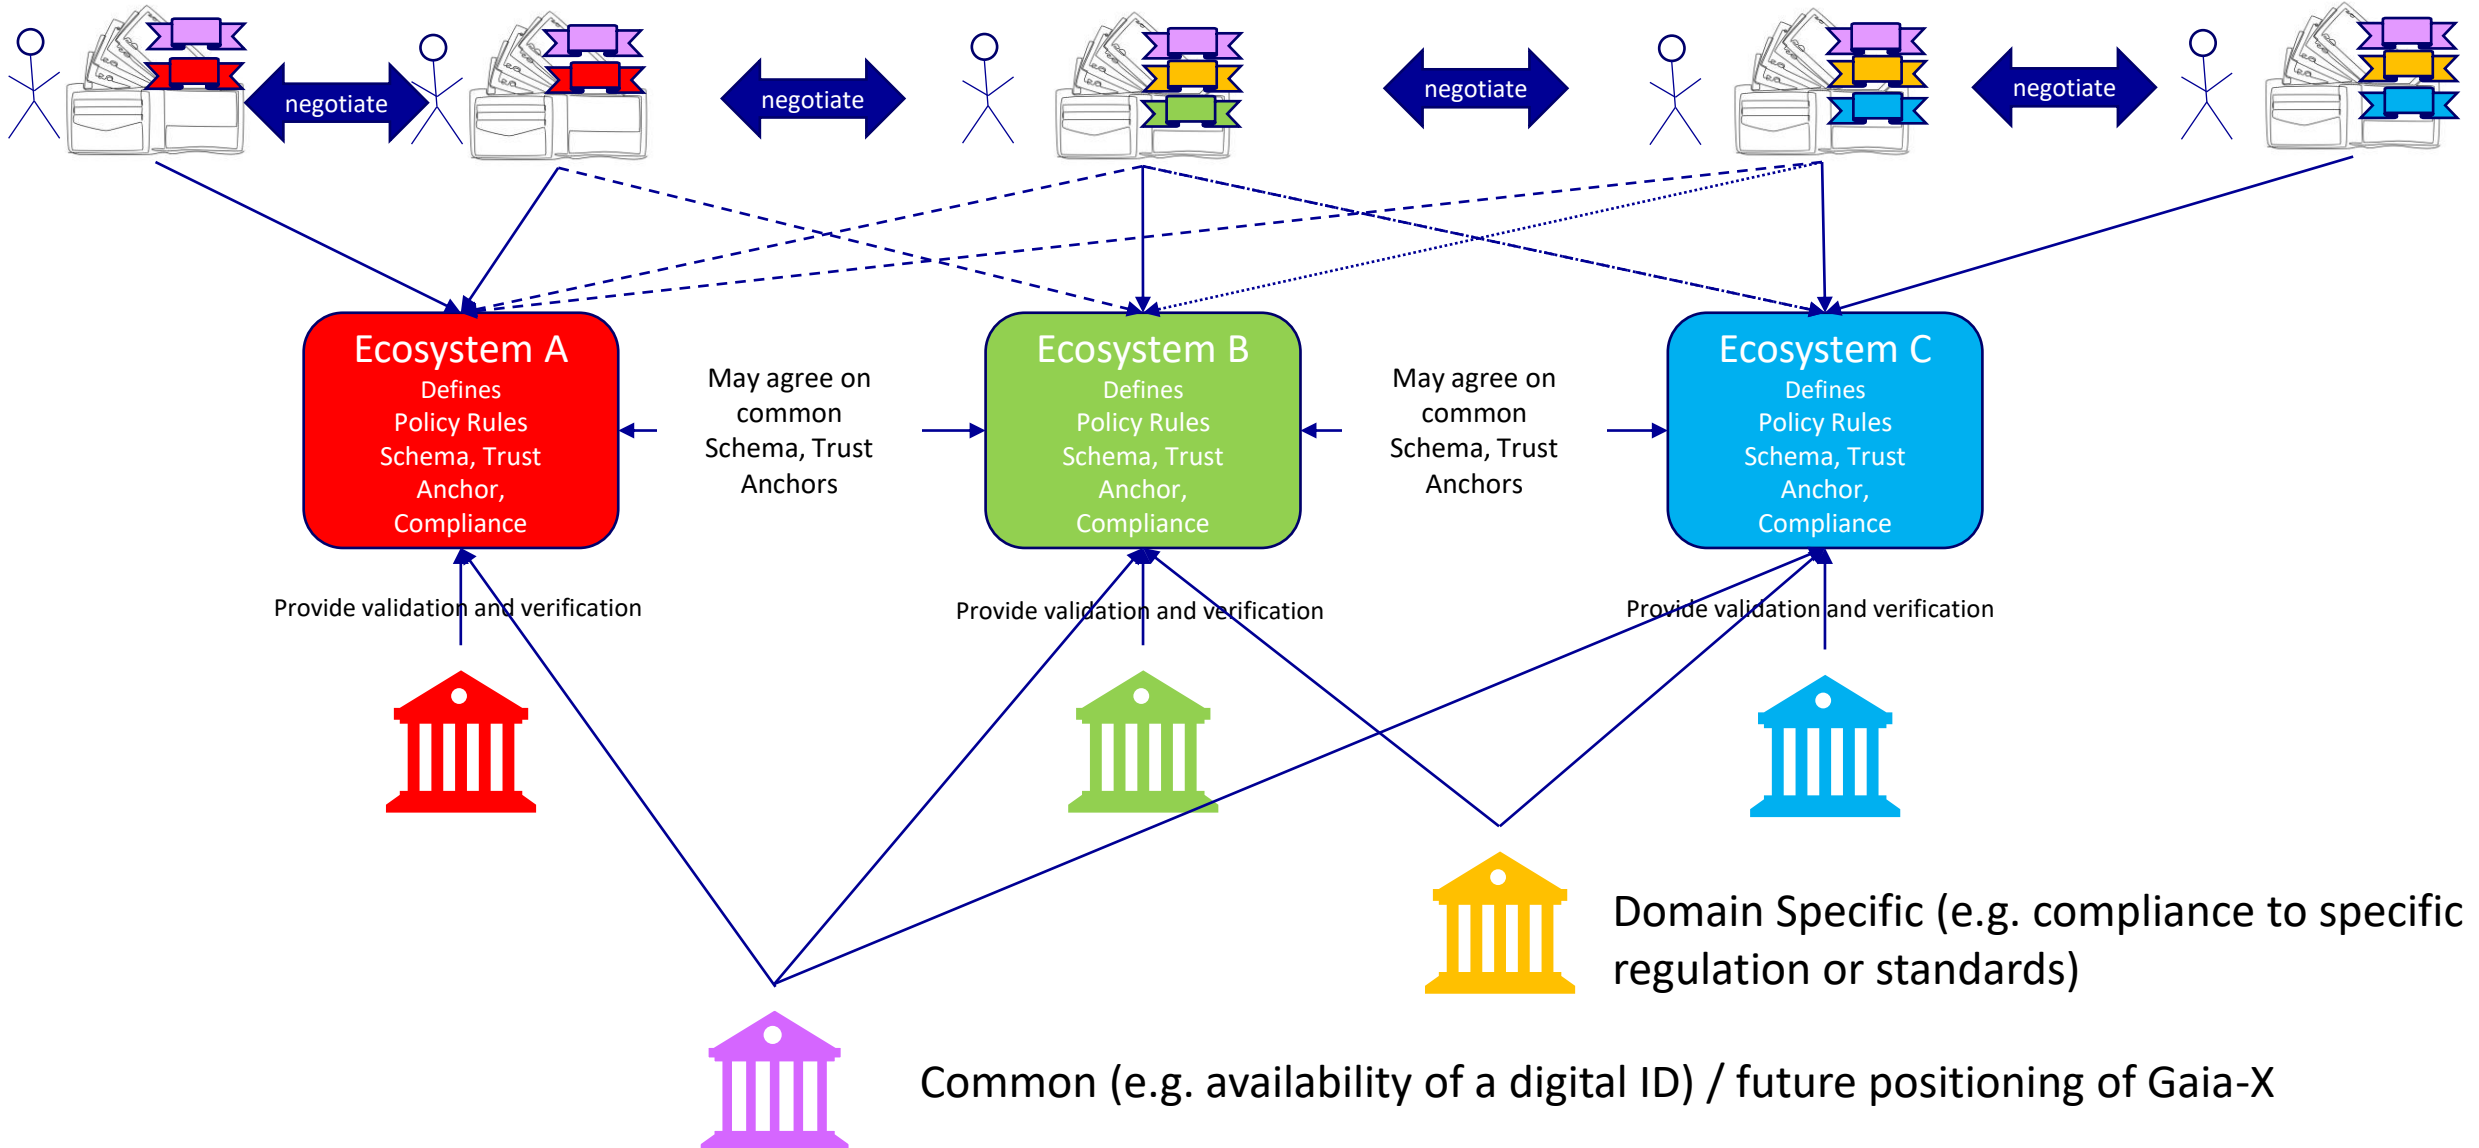 negotiate
negotiate
negotiate
negotiate
Ecosystem A
Defines
Policy Rules
Schema, Trust
Anchor,
Compliance
May agree on
common
Schema, Trust
Anchors
Ecosystem B
Defines
Policy Rules
Schema, Trust
Anchor,
Compliance
May agree on
common
Schema, Trust
Anchors
Ecosystem C
Defines
Policy Rules
Schema, Trust
Anchor,
Compliance
Provide validation and verification
Provide validation and verification
Provide validation and verification
Domain Specific (e.g. compliance to specific
regulation or standards)
Common (e.g. availability of a digital ID) / future positioning of Gaia-X